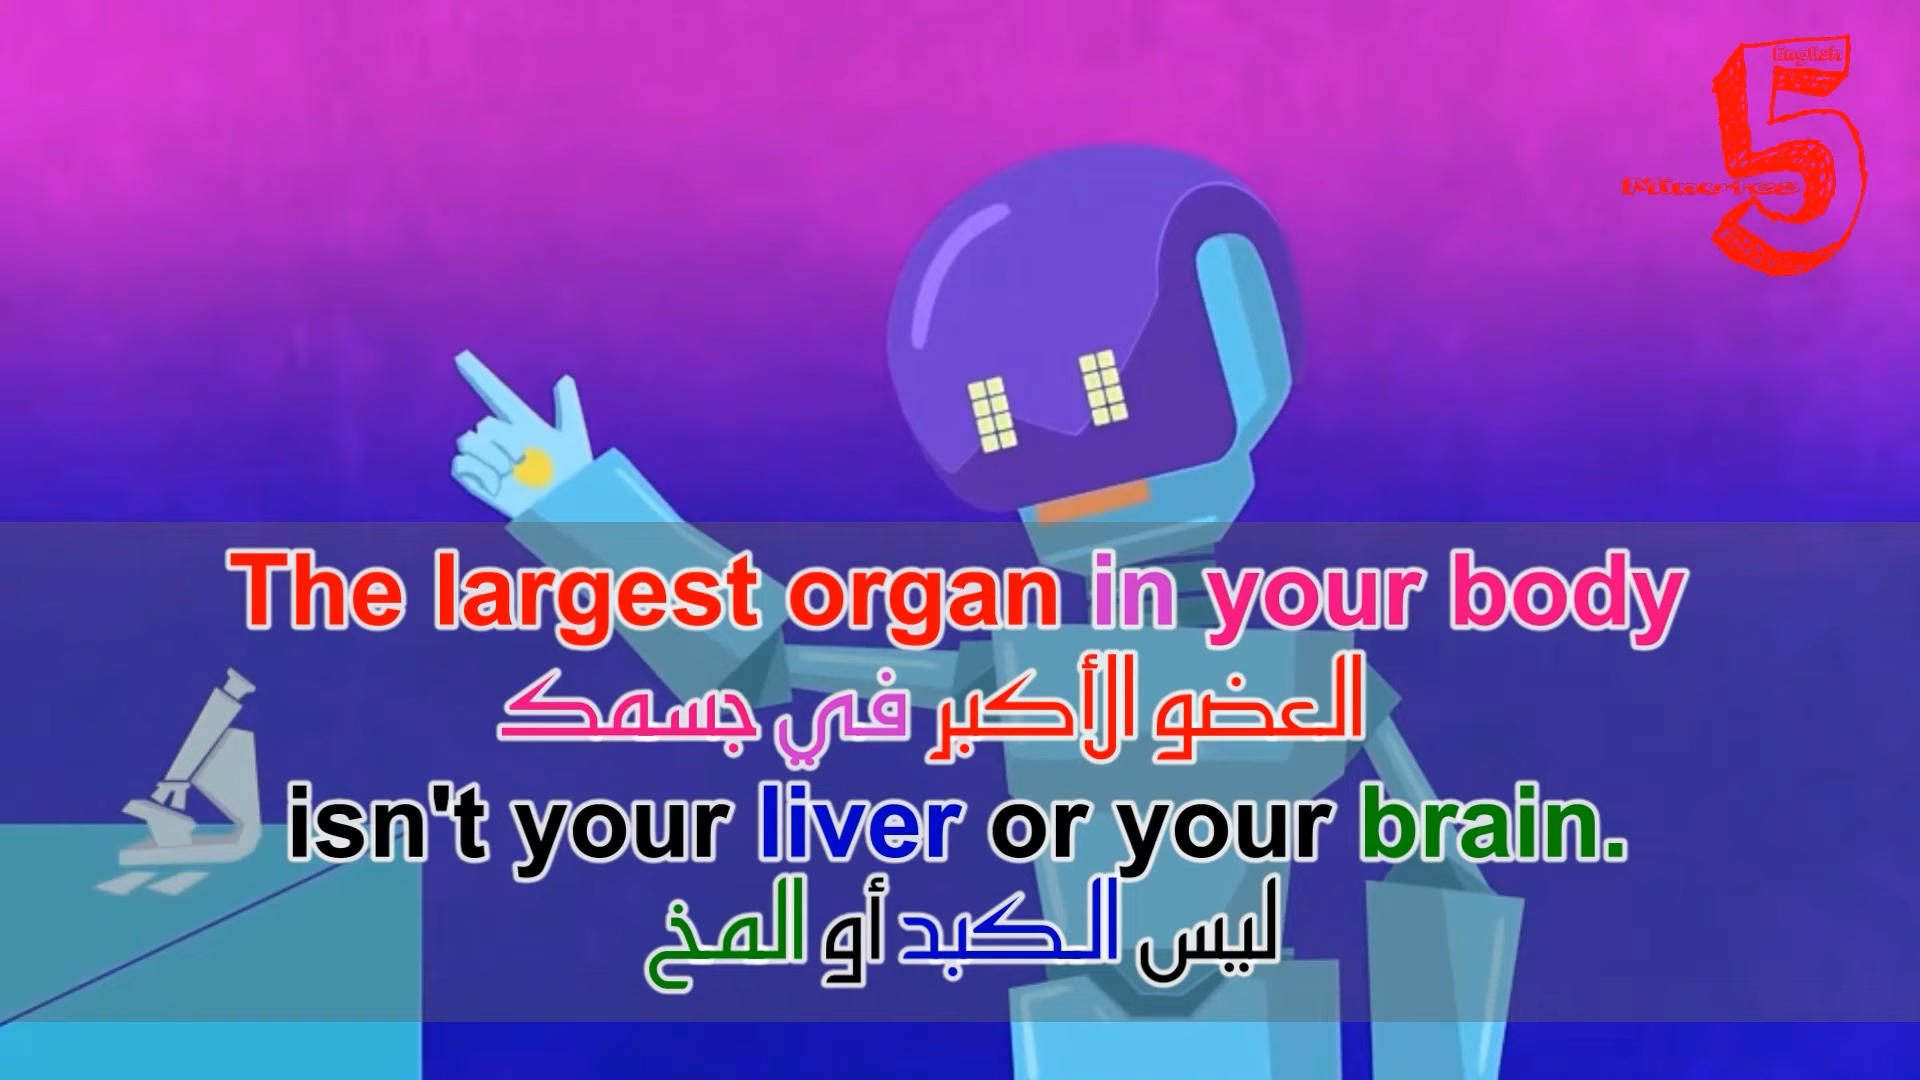 English
5
Minutes
The largest organ in your body
العضو الأكبر في جسمك
isn't your liver or your brain.
ليس الكبد أو المخ